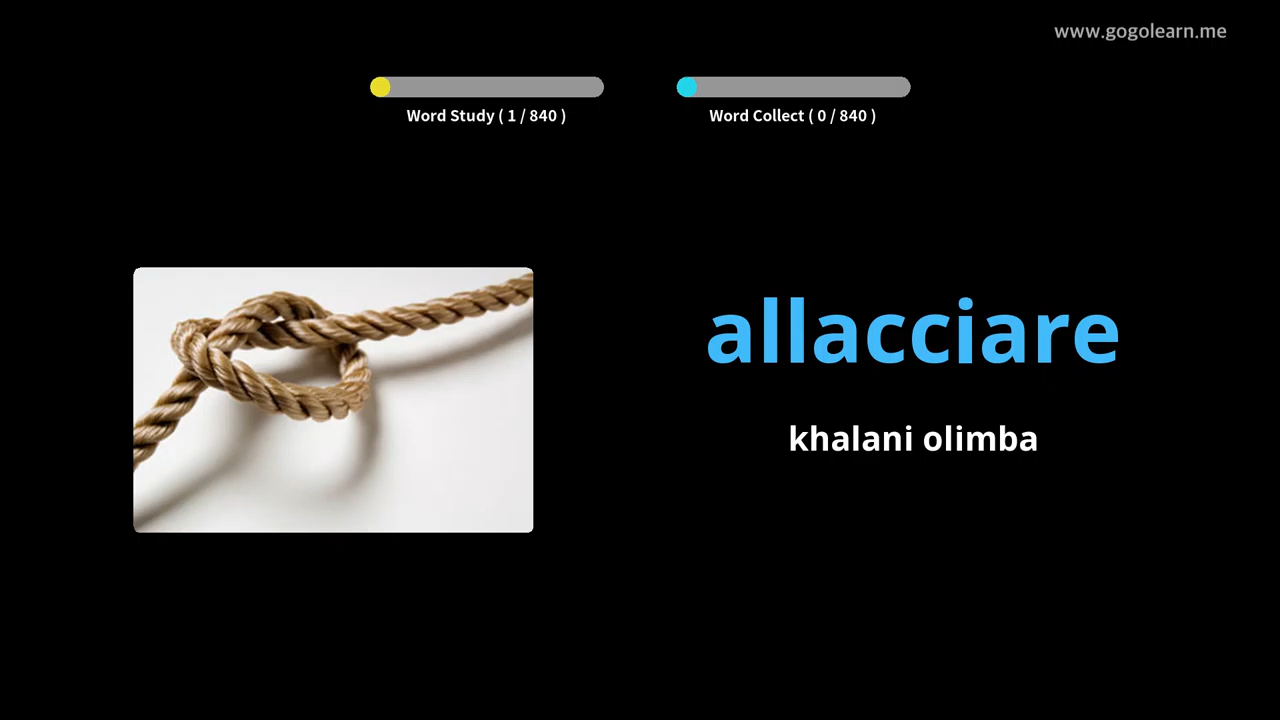 www.gogolearn.me
Word Study ( 1 / 840 )
Word Collect ( 0 / 840 )
allacciare
khalani olimba